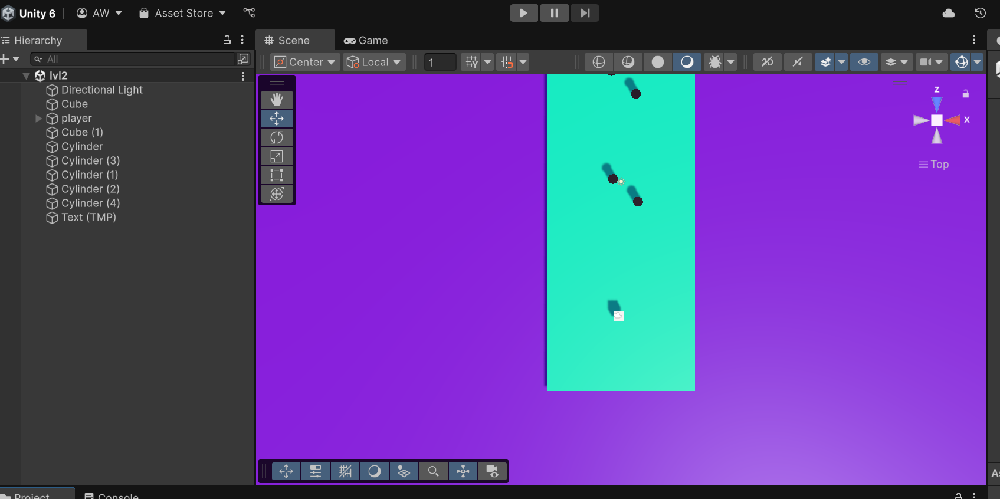 Unity 6 AW Asset Store
Hierarchy
Scene
Game
All
Center
Local
1
2D
lvl2
Directional Light
Cube
player
Cube (1)
Cylinder
Cylinder (3)
Cylinder (1)
Cylinder (2)
Cylinder (4)
Text (TMP)
z
x
Top
Project
Console